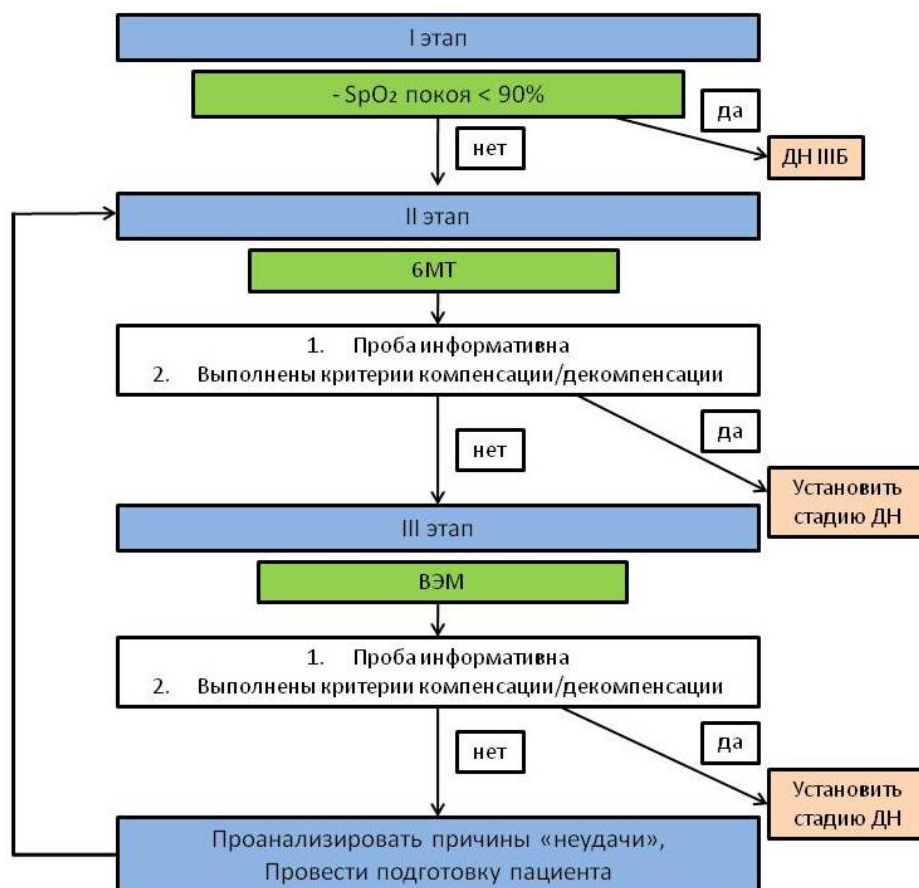 I этап
- SpO₂ покоя < 90%
да
нет
ДН IIIБ
II этап
6МТ
1. Проба информативна
2. Выполнены критерии компенсации/декомпенсации
да
нет
Установить
стадию ДН
III этап
ВЭМ
1. Проба информативна
2. Выполнены критерии компенсации/декомпенсации
да
нет
Установить
стадию ДН
Проанализировать причины «неудачи»,
Провести подготовку пациента